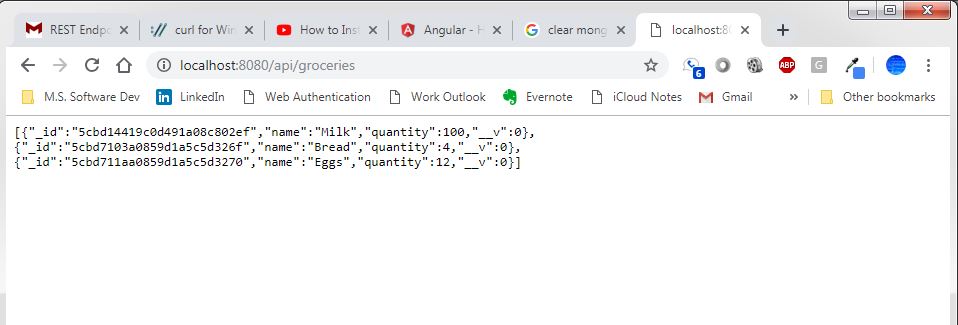 REST Endpo
curl for Win
How to Inst
Angular - H
clear mong
localhost:80
localhost:8080/api/groceries
6
ABP
G
M.S. Software Dev
LinkedIn
Web Authentication
Work Outlook
Evernote
iCloud Notes
Gmail
»
Other bookmarks
[{"_id":"5cbd14419c0d491a08c802ef","name":"Milk","quantity":100,"__v":0},
{"_id":"5cbd7103a0859d1a5c5d326f","name":"Bread","quantity":4,"__v":0},
{"_id":"5cbd711aa0859d1a5c5d3270","name":"Eggs","quantity":12,"__v":0}]